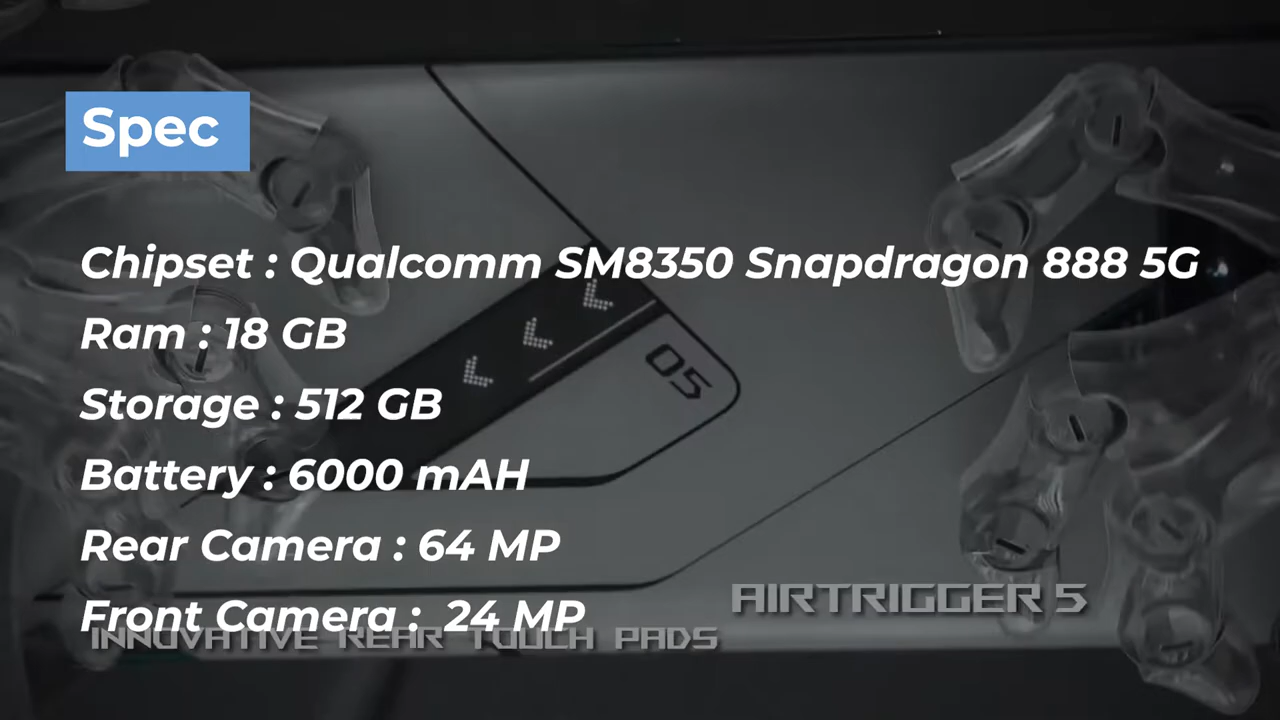 Spec
Chipset : Qualcomm SM8350 Snapdragon 888 5G
Ram : 18 GB
05
Storage : 512 GB
Battery : 6000 mAH
Rear Camera : 64 MP
AIRTRIGGER 5
Front Camera : 24 MP
INNOVATIVE REAR TOUCH PADS